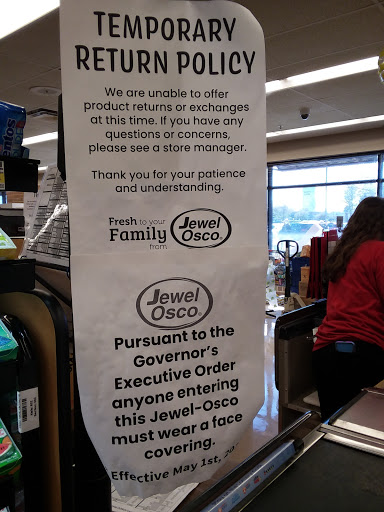 TEMPORARY
RETURN POLICY
We are unable to offer
product returns or exchanges
at this time. If you have any
questions or concerns,
please see a store manager.
Thank you for your patience
and understanding.
Fresh to your
Family
from
Jewel
Osco
Jewel
Osco
Pursuant to the
Governor's
Executive Order
anyone entering
this Jewel-Osco
must wear a face
covering.
Effective May 1st,